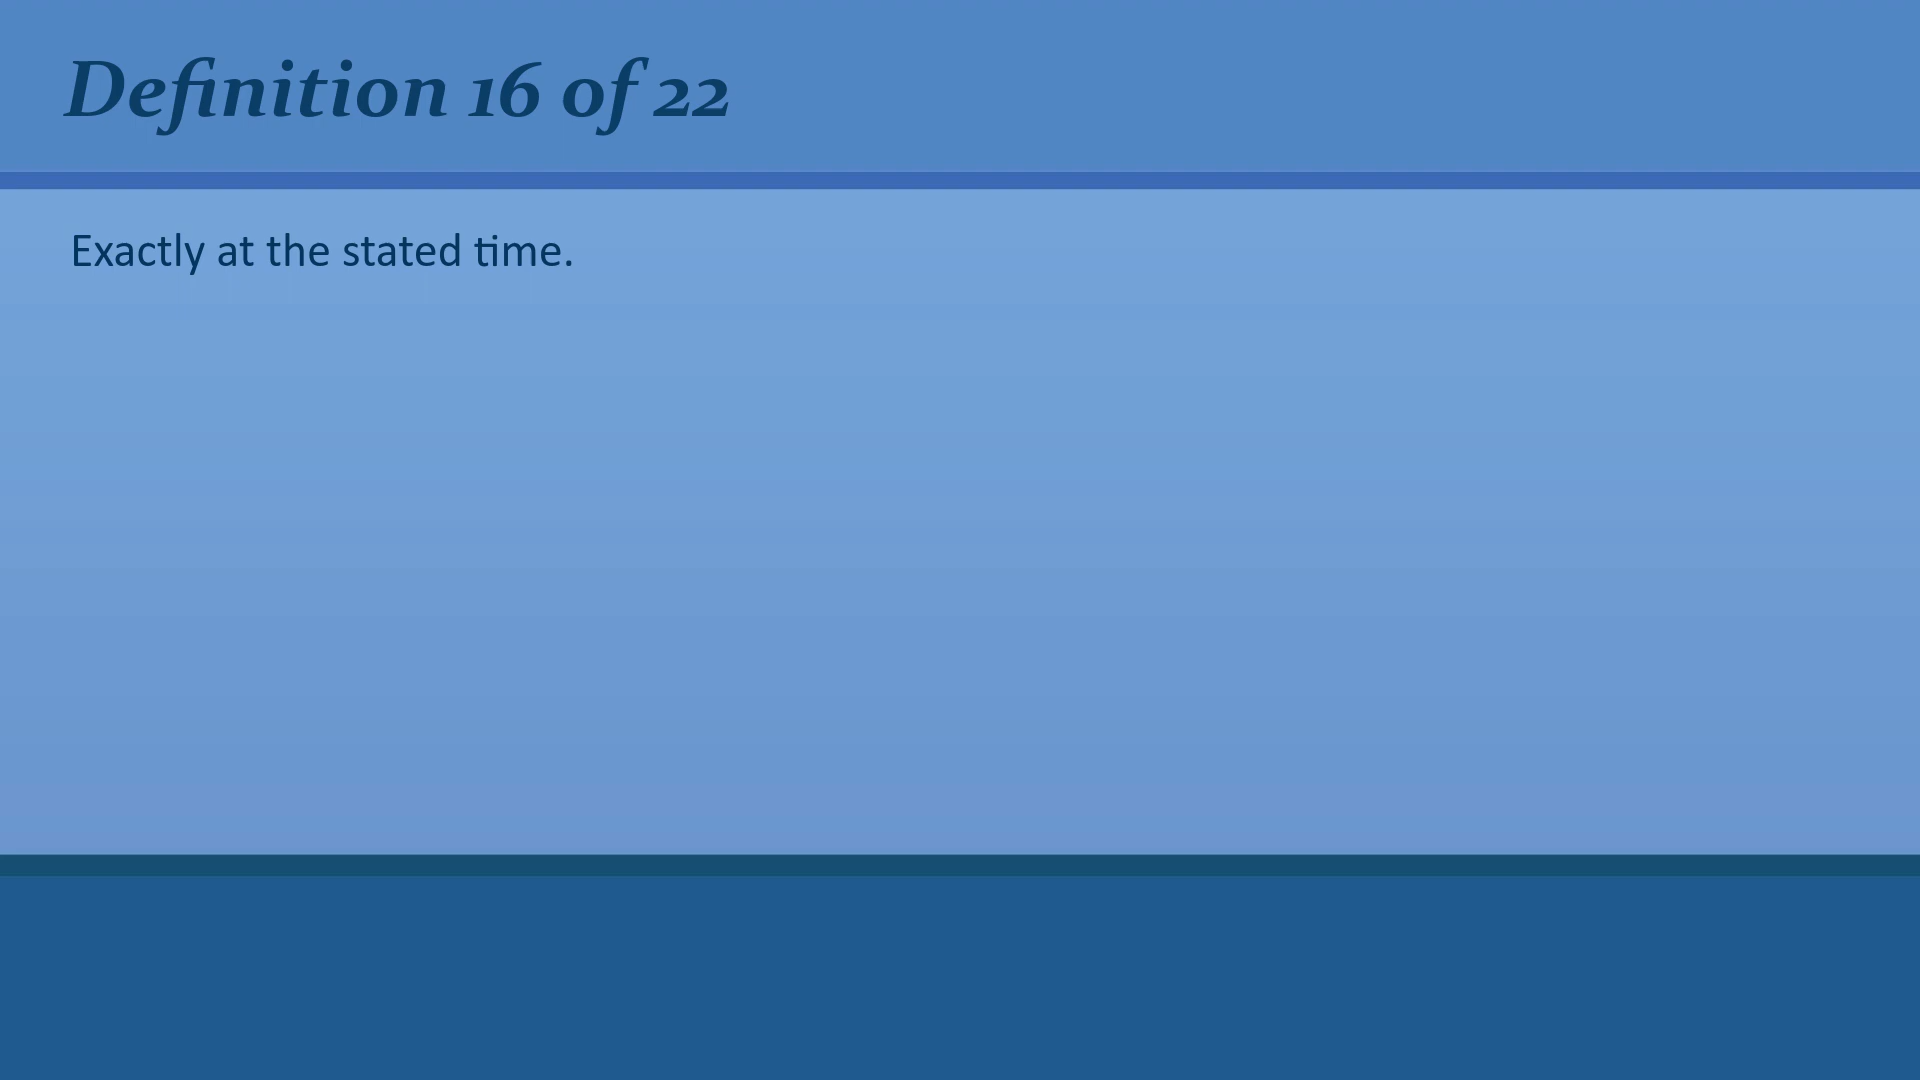 Definition 16 of 22
Exactly at the stated time.